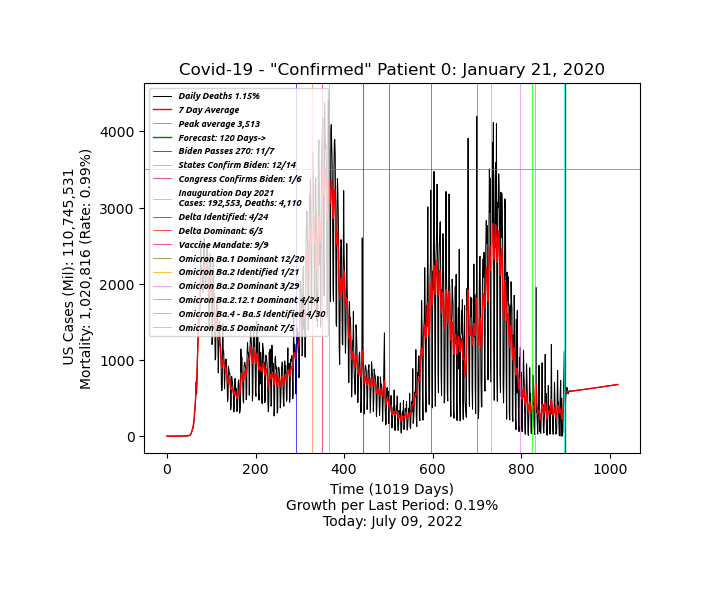 Covid-19 - "Confirmed" Patient 0: January 21, 2020
Daily Deaths 1.15%
7 Day Average
Peak average 3,513
Forecast: 120 Days->
Biden Passes 270: 11/7
States Confirm Biden: 12/14
Congress Confirms Biden: 1/6
Inauguration Day 2021
Cases: 192,553, Deaths: 4,110
Delta Identified: 4/24
Delta Dominant: 6/5
Vaccine Mandate: 9/9
Omicron Ba.1 Dominant 12/20
Omicron Ba.2 Identified 1/21
Omicron Ba.2 Dominant 3/29
Omicron Ba.2.12.1 Dominant 4/24
Omicron Ba.4 - Ba.5 Identified 4/30
Omicron Ba.5 Dominant 7/5
US Cases (Mil): 110,745,531
Mortality: 1,020,816 (Rate: 0.99%)
4000
3000
2000
1000
0
0 200 400 600 800 1000
Time (1019 Days)
Growth per Last Period: 0.19%
Today: July 09, 2022